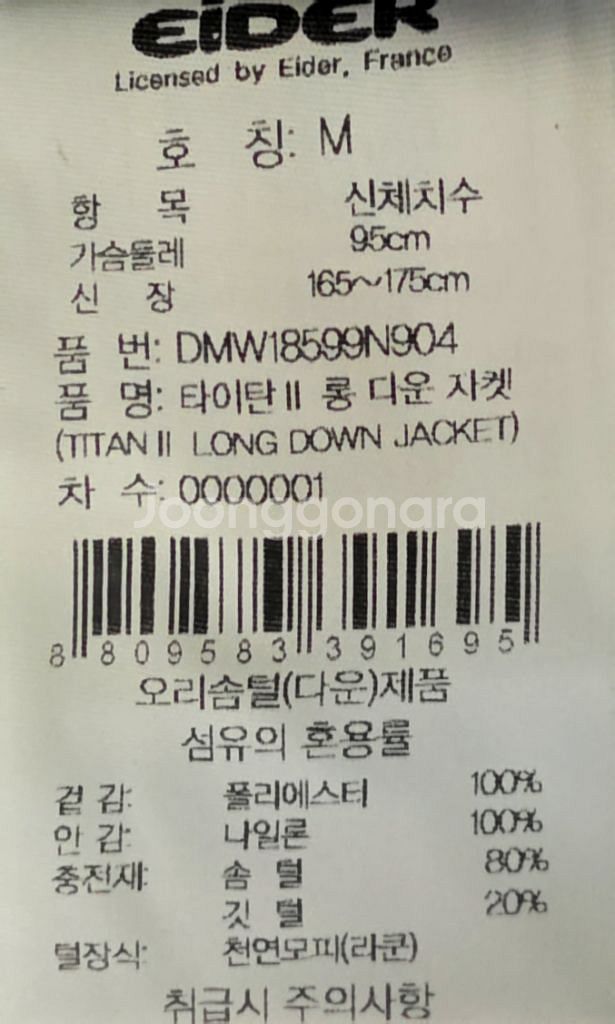 EiDER
Licensed by Eider, France
호 칭: M
항 목 신체치수
가슴둘레 95cm
신 장 165~175cm
품 번: DMW18599N904
품 명: 타이탄Ⅱ 롱 다운 자켓
(TITAN Ⅱ LONG DOWN JACKET)
차 수: 0000001
Joonggonara
8 809583 391695
오리솜털(다운)제품
섬유의 혼용률
겉 감: 폴리에스터 100%
안 감: 나일론 100%
충전재: 솜 털 80%
깃 털 20%
털장식: 천연모피(라쿤)
취급시 주의사항